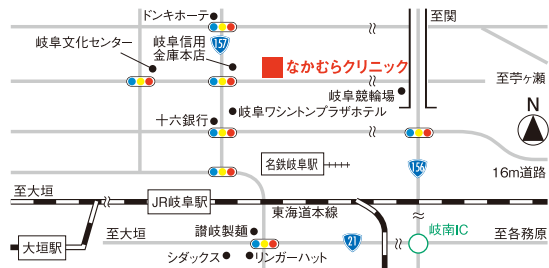 ドンキホーテ
至関
157
岐阜文化センター
岐阜信用
金庫本店
なかむらクリニック
至芋ヶ瀬
岐阜競輪場
岐阜ワシントンプラザホテル
十六銀行
N
名鉄岐阜駅
156
16m道路
至大垣
JR岐阜駅
東海道本線
讃岐製麺
至大垣
21
岐南IC
至各務原
大垣駅
シダックス
リンガーハット